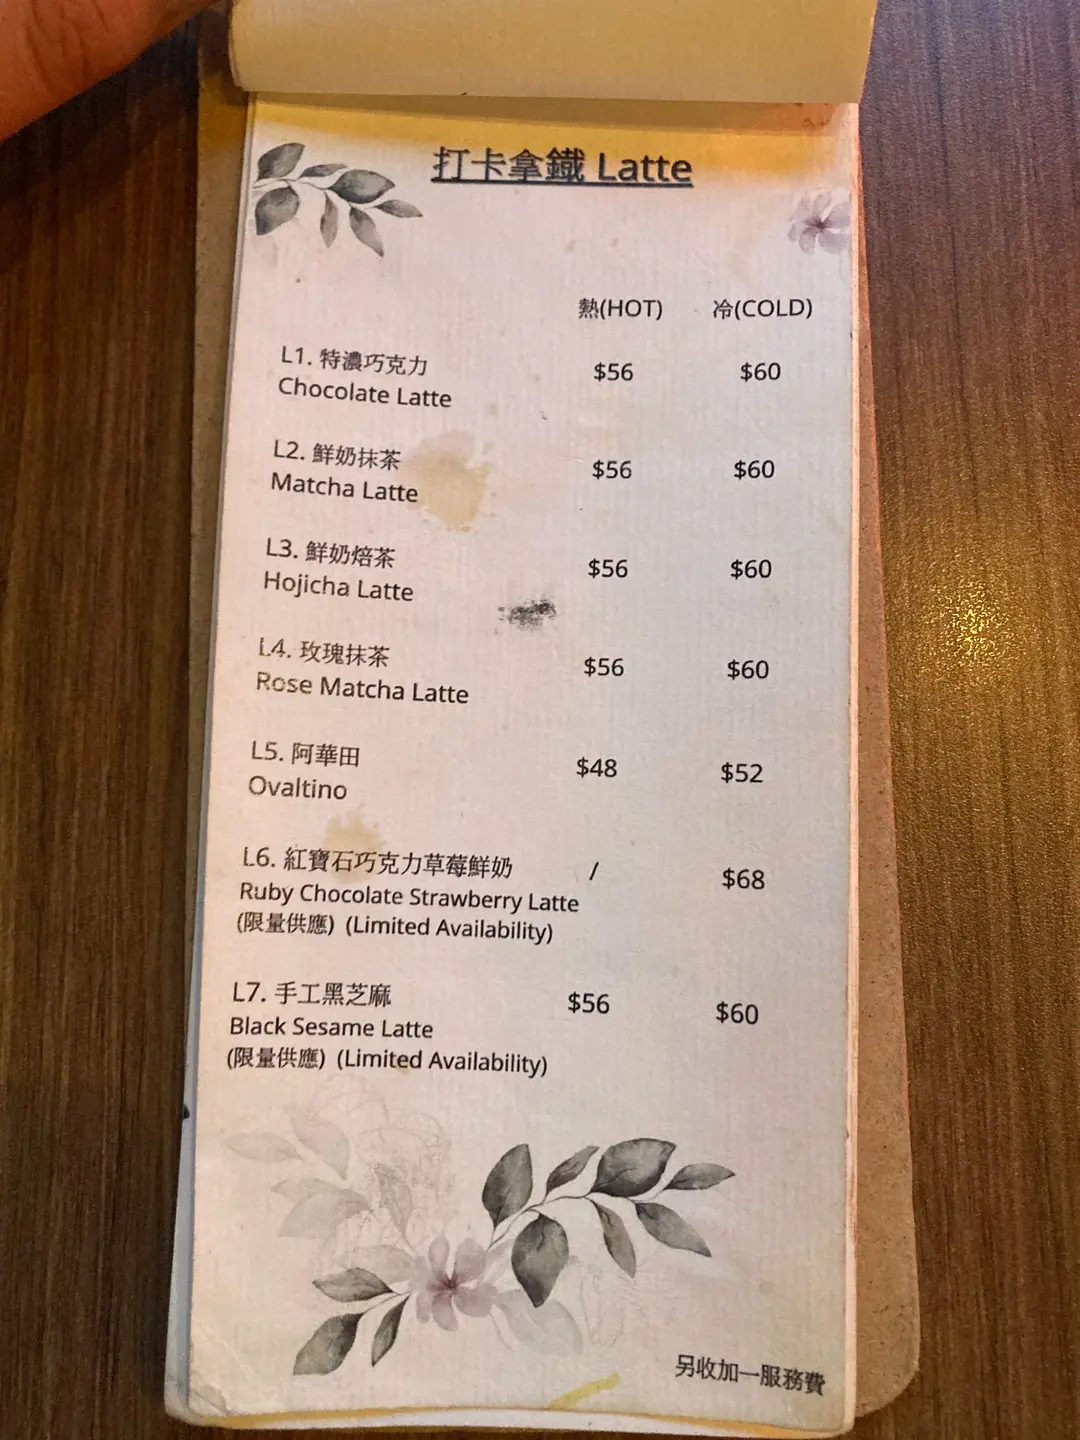 打卡拿鐵 Latte
熱(HOT) 冷(COLD)
L1. 特濃巧克力 $56 $60
Chocolate Latte
L2. 鮮奶抹茶 $56 $60
Matcha Latte
L3. 鮮奶焙茶 $56 $60
Hojicha Latte
L4. 玫瑰抹茶 $56 $60
Rose Matcha Latte
L5. 阿華田 $48 $52
Ovaltino
L6. 紅寶石巧克力草莓鮮奶 / $68
Ruby Chocolate Strawberry Latte
(限量供應) (Limited Availability)
L7. 手工黑芝麻 $56 $60
Black Sesame Latte
(限量供應) (Limited Availability)
另收加一服務費